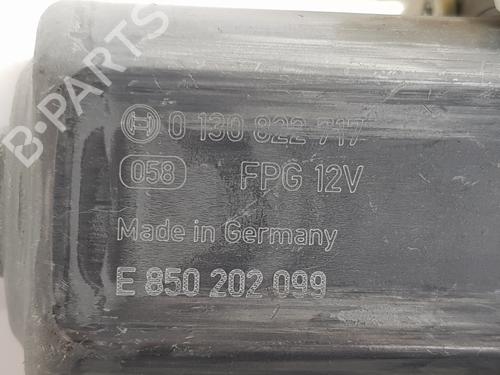 B-PARTS
0 130 822 717
058 FPG 12V
Made in Germany
E 850 202 099